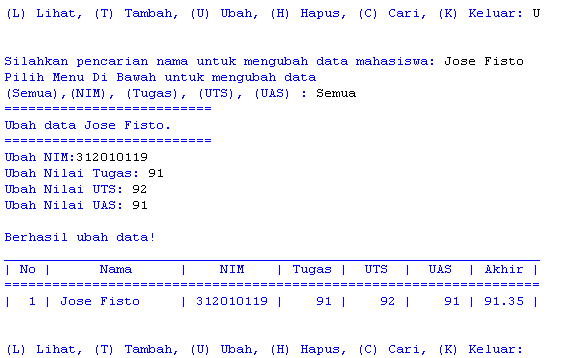 (L) Lihat, (T) Tambah, (U) Ubah, (H) Hapus, (C) Cari, (K) Keluar: U
Silahkan pencarian nama untuk mengubah data mahasiswa: Jose Fisto
Pilih Menu Di Bawah untuk mengubah data
(Semua),(NIM), (Tugas), (UTS), (UAS) : Semua
==========================
Ubah data Jose Fisto.
==========================
Ubah NIM:312010119
Ubah Nilai Tugas: 91
Ubah Nilai UTS: 92
Ubah Nilai UAS: 91
Berhasil ubah data!
| No | Nama | NIM | Tugas | UTS | UAS | Akhir |
===================================================================
| 1 | Jose Fisto | 312010119 | 91 | 92 | 91 | 91.35 |
(L) Lihat, (T) Tambah, (U) Ubah, (H) Hapus, (C) Cari, (K) Keluar: